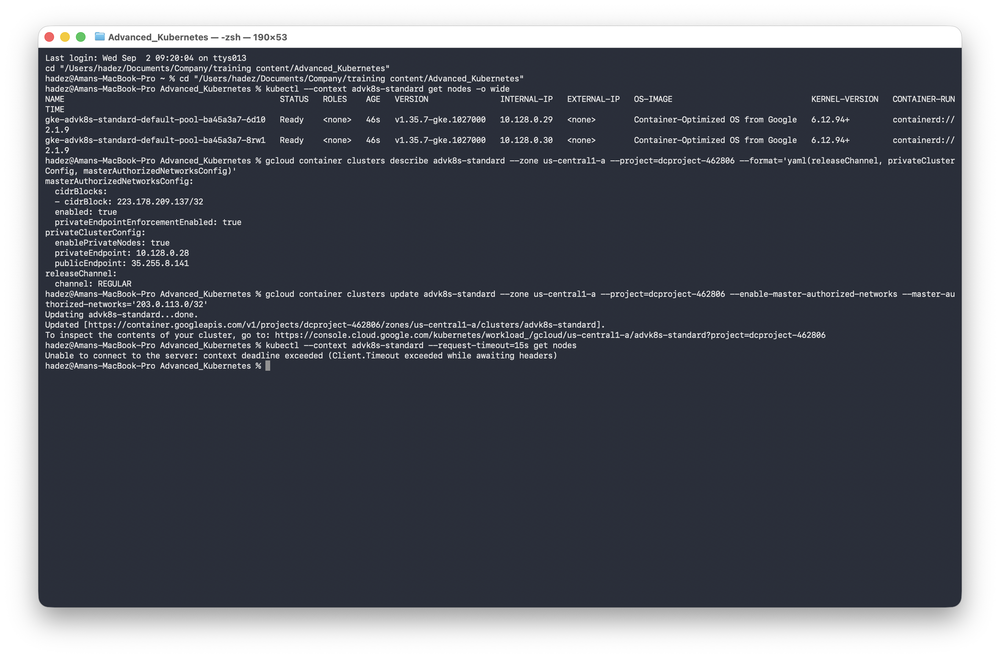 Advanced_Kubernetes — -zsh — 190×53
Last login: Wed Sep  2 09:20:04 on ttys013
cd "/Users/hadez/Documents/Company/training content/Advanced_Kubernetes"
hadez@Amans-MacBook-Pro ~ % cd "/Users/hadez/Documents/Company/training content/Advanced_Kubernetes"
hadez@Amans-MacBook-Pro Advanced_Kubernetes % kubectl --context advk8s-standard get nodes -o wide
NAME                                             STATUS   ROLES    AGE   VERSION               INTERNAL-IP   EXTERNAL-IP   OS-IMAGE                             KERNEL-VERSION   CONTAINER-RUN
TIME
gke-advk8s-standard-default-pool-ba45a3a7-6d10   Ready    <none>   46s   v1.35.7-gke.1027000   10.128.0.29   <none>        Container-Optimized OS from Google   6.12.94+         containerd://
2.1.9
gke-advk8s-standard-default-pool-ba45a3a7-8rw1   Ready    <none>   46s   v1.35.7-gke.1027000   10.128.0.30   <none>        Container-Optimized OS from Google   6.12.94+         containerd://
2.1.9
hadez@Amans-MacBook-Pro Advanced_Kubernetes % gcloud container clusters describe advk8s-standard --zone us-central1-a --project=dcproject-462806 --format='yaml(releaseChannel, privateCluster
Config, masterAuthorizedNetworksConfig)'
masterAuthorizedNetworksConfig:
  cidrBlocks:
  - cidrBlock: 223.178.209.137/32
  enabled: true
  privateEndpointEnforcementEnabled: true
privateClusterConfig:
  enablePrivateNodes: true
  privateEndpoint: 10.128.0.28
  publicEndpoint: 35.255.8.141
releaseChannel:
  channel: REGULAR
hadez@Amans-MacBook-Pro Advanced_Kubernetes % gcloud container clusters update advk8s-standard --zone us-central1-a --project=dcproject-462806 --enable-master-authorized-networks --master-au
thorized-networks='203.0.113.0/32'
Updating advk8s-standard...done.
Updated [https://container.googleapis.com/v1/projects/dcproject-462806/zones/us-central1-a/clusters/advk8s-standard].
To inspect the contents of your cluster, go to: https://console.cloud.google.com/kubernetes/workload_/gcloud/us-central1-a/advk8s-standard?project=dcproject-462806
hadez@Amans-MacBook-Pro Advanced_Kubernetes % kubectl --context advk8s-standard --request-timeout=15s get nodes
Unable to connect to the server: context deadline exceeded (Client.Timeout exceeded while awaiting headers)
hadez@Amans-MacBook-Pro Advanced_Kubernetes %